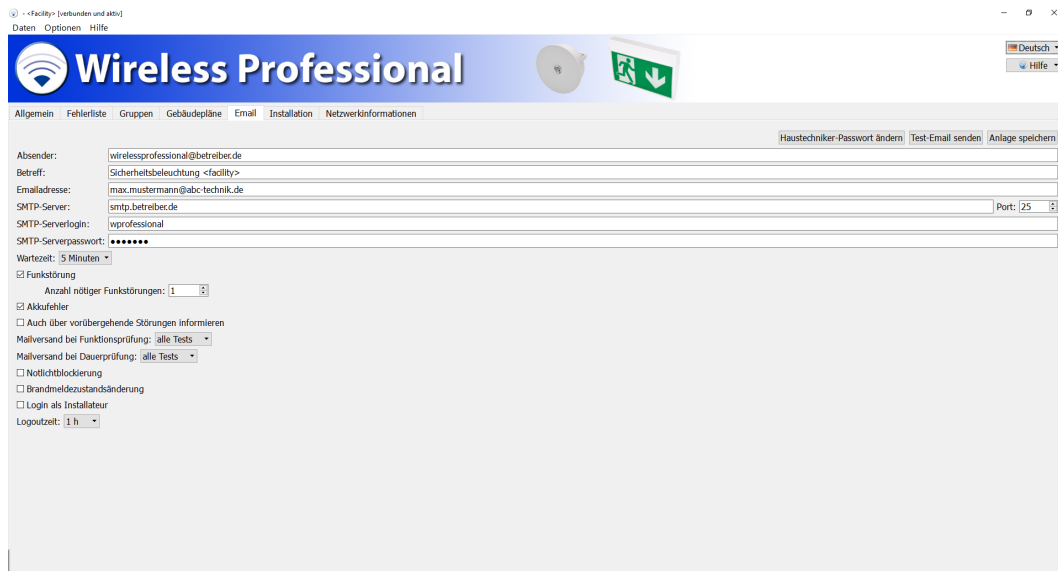 - <Facility> [verbunden und aktiv]
Daten Optionen Hilfe
Wireless Professional
Deutsch
Hilfe
Allgemein Fehlerliste Gruppen Gebäudepläne Email Installation Netzwerkinformationen
Haustechniker-Passwort ändern Test-Email senden Anlage speichern
Absender: wirelessprofessional@betreiber.de
Betreff: Sicherheitsbeleuchtung <facility>
Emailadresse: max.mustermann@abc-technik.de
SMTP-Server: smtp.betreiber.de Port: 25
SMTP-Serverlogin: wprofessional
SMTP-Serverpasswort: ●●●●●●●
Wartezeit: 5 Minuten
Funkstörung
Anzahl nötiger Funkstörungen: 1
Akkufehler
Auch über vorübergehende Störungen informieren
Mailversand bei Funktionsprüfung: alle Tests
Mailversand bei Dauerprüfung: alle Tests
Notlichtblockierung
Brandmeldezustandsänderung
Login als Installateur
Logoutzeit: 1 h